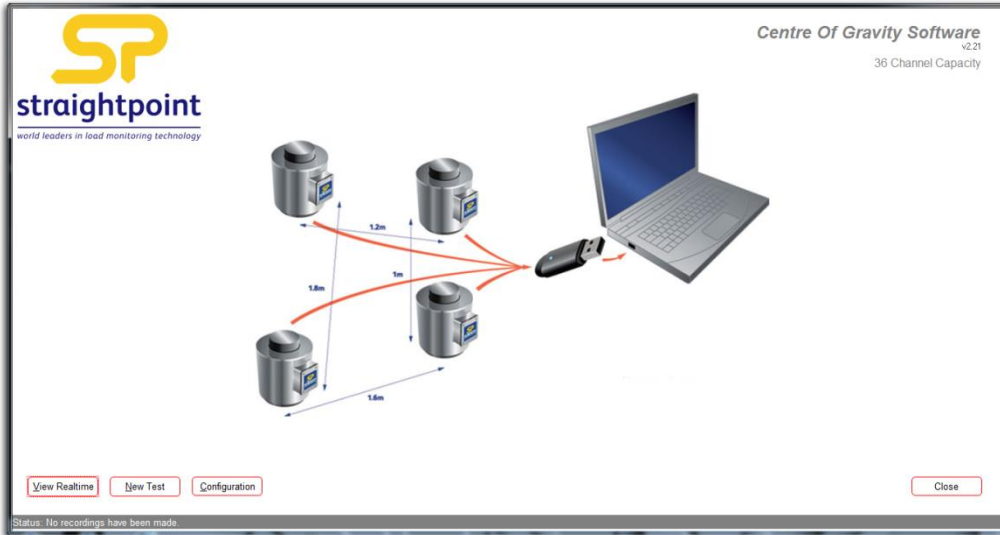 SP
straightpoint
world leaders in load monitoring technology
Centre Of Gravity Software
v2.21
36 Channel Capacity
1.2m
1m
1.8m
1.6m
View Realtime
New Test
Configuration
Close
Status: No recordings have been made.